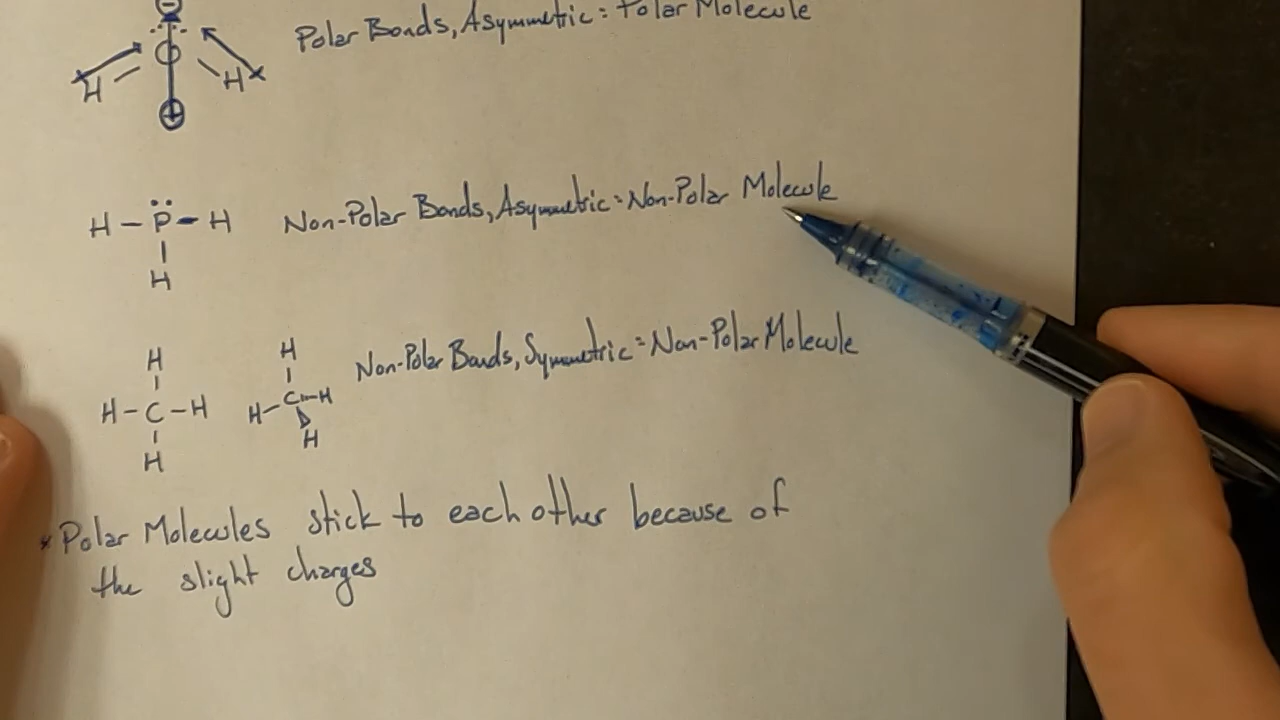 Polar Bonds, Asymmetric = Polar Molecule
O
H H
H - P - H
H
Non-Polar Bonds, Asymmetric = Non-Polar Molecule
H
H - C - H
H
H
H C H
H
Non-Polar Bonds, Symmetric = Non-Polar Molecule
* Polar Molecules stick to each other because of
the slight charges